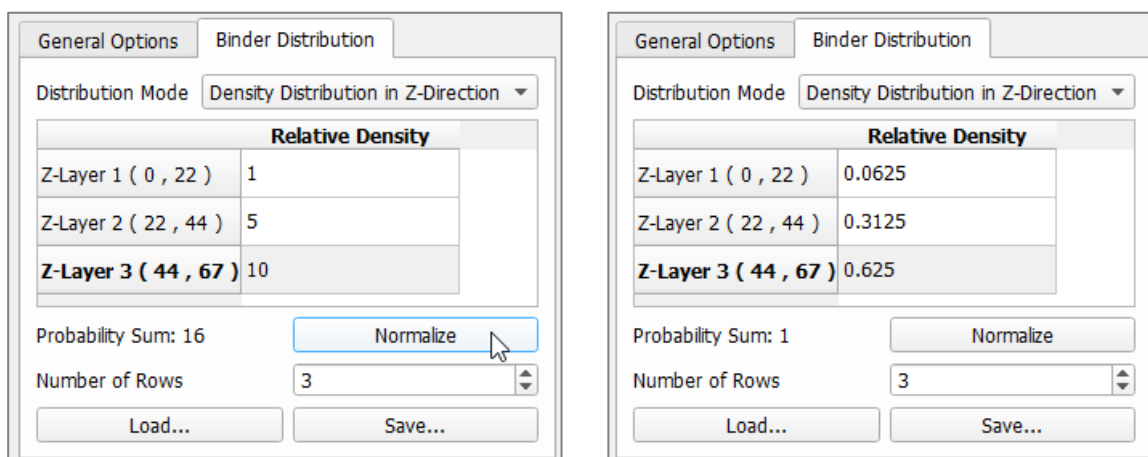 General Options Binder Distribution
Distribution Mode Density Distribution in Z-Direction
Relative Density
Z-Layer 1 ( 0 , 22 ) 1
Z-Layer 2 ( 22 , 44 ) 5
Z-Layer 3 ( 44 , 67 ) 10
Probability Sum: 16 Normalize
Number of Rows 3
Load... Save...
General Options Binder Distribution
Distribution Mode Density Distribution in Z-Direction
Relative Density
Z-Layer 1 ( 0 , 22 ) 0.0625
Z-Layer 2 ( 22 , 44 ) 0.3125
Z-Layer 3 ( 44 , 67 ) 0.625
Probability Sum: 1 Normalize
Number of Rows 3
Load... Save...